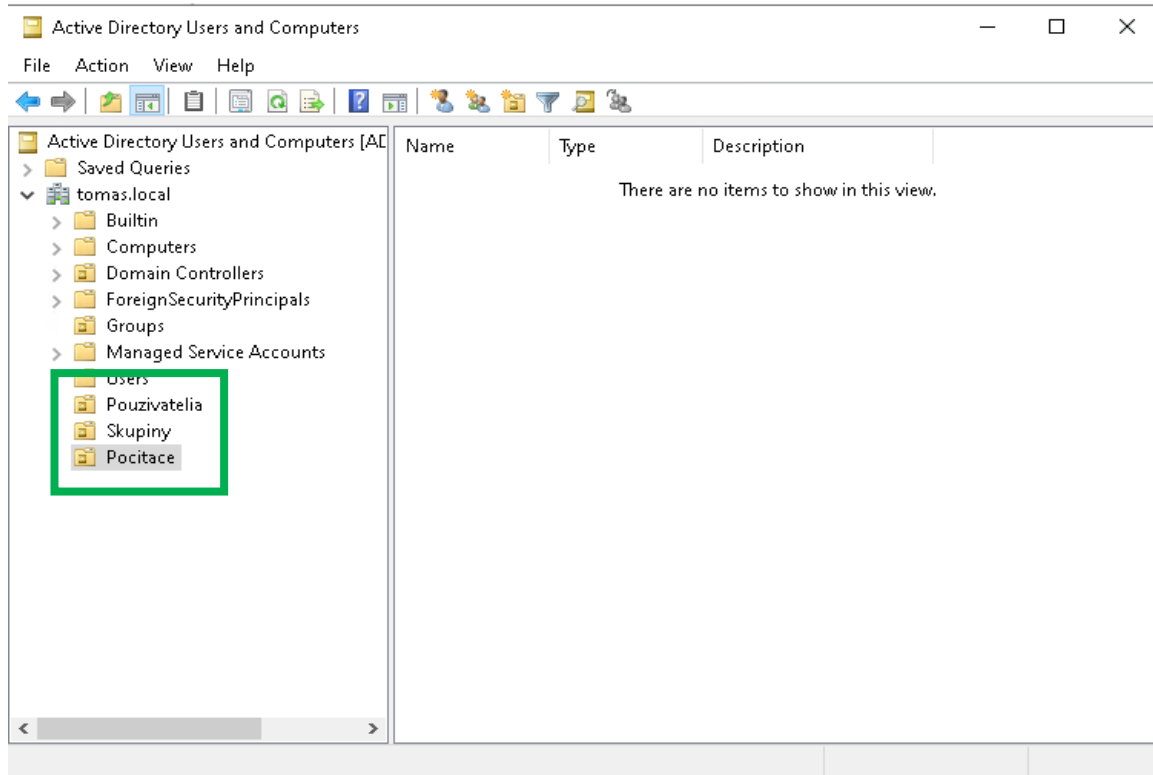 Active Directory Users and Computers
File Action View Help
Active Directory Users and Computers [AD
Name Type Description
Saved Queries
There are no items to show in this view.
tomas.local
Builtin
Computers
Domain Controllers
ForeignSecurityPrincipals
Groups
Managed Service Accounts
Users
Pouzivatelia
Skupiny
Pocitace